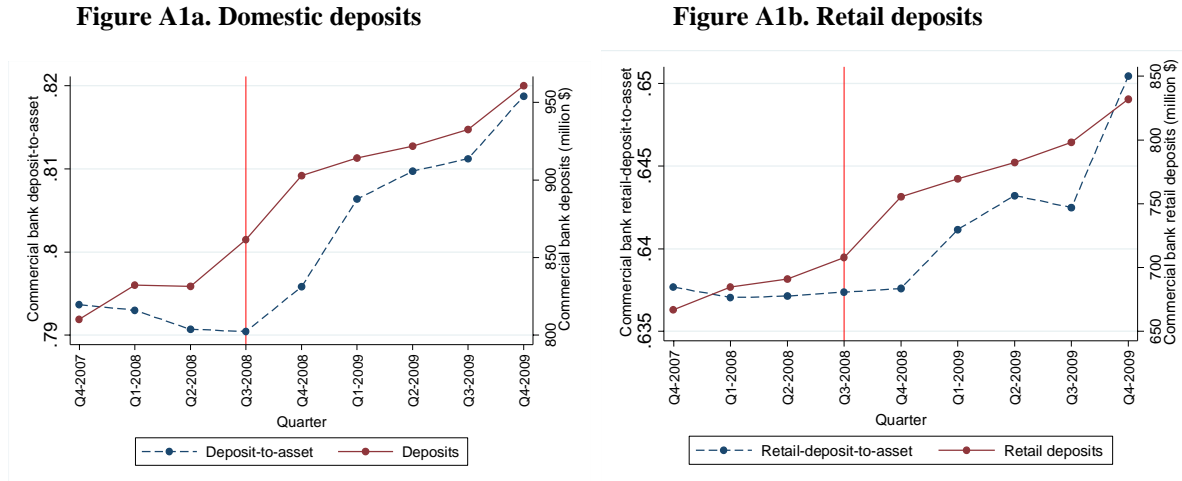 Figure A1a. Domestic deposits
Commercial bank deposit-to-asset
.82
.81
.8
.79
950
900
850
800
Commercial bank deposits (million $)
Q4-2007
Q1-2008
Q2-2008
Q3-2008
Q4-2008
Q1-2009
Q2-2009
Q3-2009
Q4-2009
Quarter
Deposit-to-asset
Deposits
Figure A1b. Retail deposits
Commercial bank retail-deposit-to-asset
.65
.645
.64
.635
850
800
750
700
650
Commercial bank retail deposits (million $)
Q4-2007
Q1-2008
Q2-2008
Q3-2008
Q4-2008
Q1-2009
Q2-2009
Q3-2009
Q4-2009
Quarter
Retail-deposit-to-asset
Retail deposits